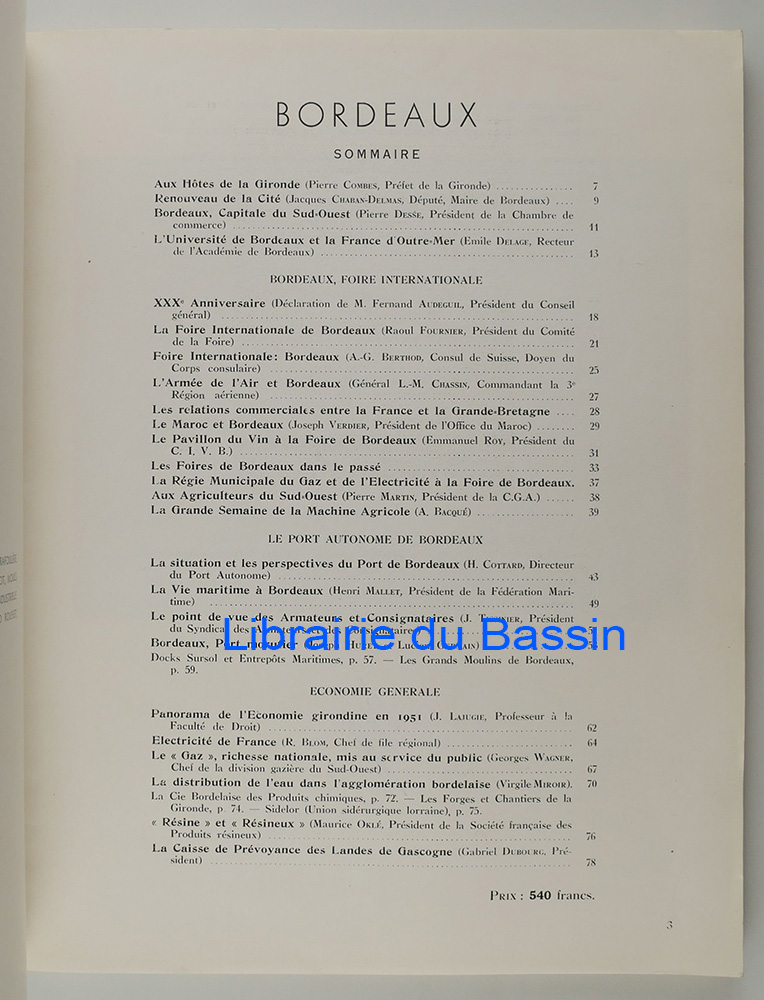 BORDEAUX
SOMMAIRE
Aux Hôtes de la Gironde (Pierre COMBES, Préfet de la Gironde) ................ 7
Renouveau de la Cité (Jacques CHABAN-DELMAS, Député, Maire de Bordeaux) .... 9
Bordeaux, Capitale du Sud-Ouest (Pierre DESSE, Président de la Chambre de
commerce) ................ 11
L'Université de Bordeaux et la France d'Outre-Mer (Emile DELAGE, Recteur
de l'Académie de Bordeaux) ................ 13
BORDEAUX, FOIRE INTERNATIONALE
XXXe Anniversaire (Déclaration de M. Fernand AUDEGUIL, Président du Conseil
général) ................ 18
La Foire Internationale de Bordeaux (Raoul FOURNIER, Président du Comité
de la Foire) ................ 21
Foire Internationale: Bordeaux (A.-G. BERTHOD, Consul de Suisse, Doyen du
Corps consulaire) ................ 25
L'Armée de l'Air et Bordeaux (Général L.-M. CHASSIN, Commandant la 3e
Région aérienne) ................ 27
Les relations commerciales entre la France et la Grande-Bretagne .... 28
Le Maroc et Bordeaux (Joseph VERDIER, Président de l'Office du Maroc) ........ 29
Le Pavillon du Vin à la Foire de Bordeaux (Emmanuel ROY, Président du
C. I. V. B.) ................ 31
Les Foires de Bordeaux dans le passé ................ 33
La Régie Municipale du Gaz et de l'Electricité à la Foire de Bordeaux. 37
Aux Agriculteurs du Sud-Ouest (Pierre MARTIN, Président de la C.G.A.) ...... 38
La Grande Semaine de la Machine Agricole (A. BACQUÉ) ................ 39
LE PORT AUTONOME DE BORDEAUX
La situation et les perspectives du Port de Bordeaux (H. COTTARD, Directeur
du Port Autonome) ................ 43
La Vie maritime à Bordeaux (Henri MALLET, Président de la Fédération Mari-
time) ................ 49
Le point de vue des Armateurs et Consignataires (J. Président
du Syndicat des Armateurs et des Consignataires 51
Librairie du Bassin
Bordeaux, Port morutier
Docks Sursol et Entrepôts Maritimes, p. 57. — Les Grands Moulins de Bordeaux,
p. 59.
ECONOMIE GENERALE
Panorama de l'Economie girondine en 1951 (J. LAJUGIE, Professeur à la
Faculté de Droit) ................ 62
Electricité de France (R. BLOM, Chef de file régional) ................ 64
Le « Gaz », richesse nationale, mis au service du public (Georges WAGNER,
Chef de la division gazière du Sud-Ouest) ................ 67
La distribution de l'eau dans l'agglomération bordelaise (Virgile MIROIR). 70
La Cie Bordelaise des Produits chimiques, p. 72. — Les Forges et Chantiers de la
Gironde, p. 74. — Sidelor (Union sidérurgique lorraine), p. 75.
« Résine » et « Résineux » (Maurice OKLÉ, Président de la Société française des
Produits résineux) ................ 76
La Caisse de Prévoyance des Landes de Gascogne (Gabriel DUBOURG, Pré-
sident) ................ 78
PRIX : 540 francs.
3